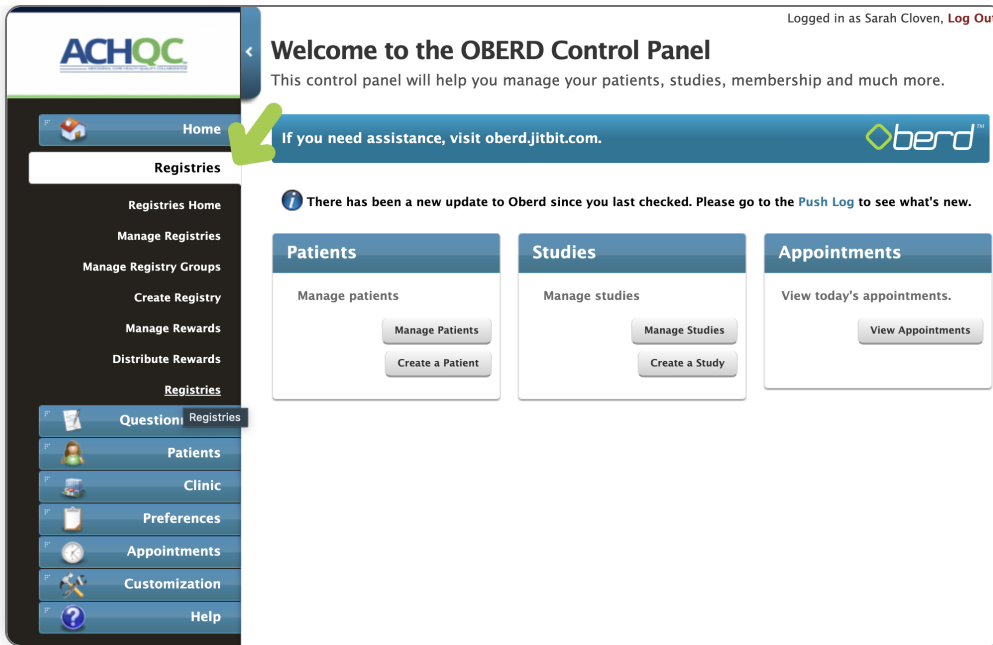 Logged in as Sarah Cloven, Log Out
ACHQC
Welcome to the OBERD Control Panel
This control panel will help you manage your patients, studies, membership and much more.
Home
If you need assistance, visit oberd.jitbit.com.
berd™
Registries
Registries Home
There has been a new update to Oberd since you last checked. Please go to the Push Log to see what's new.
Manage Registries
Manage Registry Groups
Create Registry
Manage Rewards
Distribute Rewards
Registries
Registries
Question
Patients
Clinic
Preferences
Appointments
Customization
Help
Patients
Manage patients
Manage Patients
Create a Patient
Studies
Manage studies
Manage Studies
Create a Study
Appointments
View today's appointments.
View Appointments